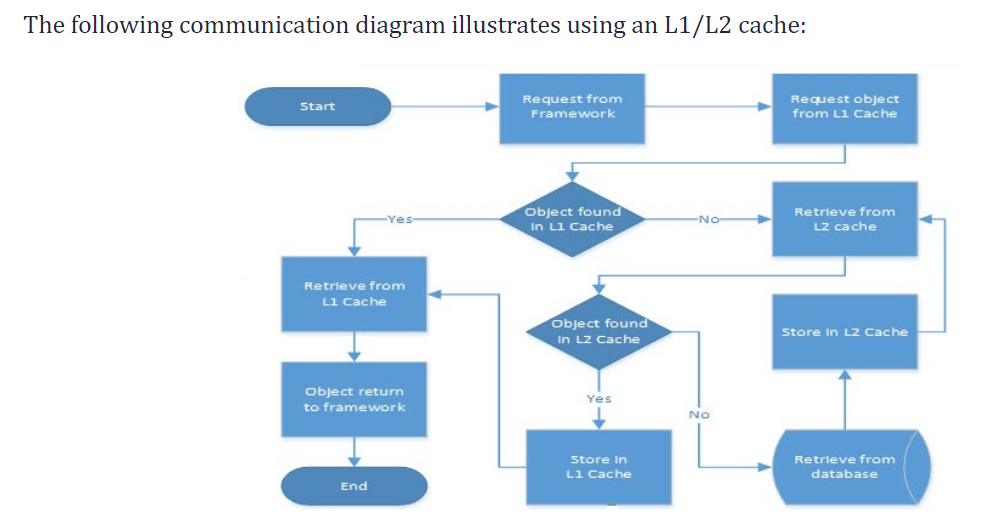 The following communication diagram illustrates using an L1/L2 cache:
Start
Request from
Framework
Request object
from L1 Cache
Object found
In L1 Cache
Yes
No
Retrieve from
L2 cache
Retrieve from
L1 Cache
Object found
In L2 Cache
Store In L2 Cache
Object return
to framework
Yes
No
Store In
L1 Cache
Retrieve from
database
End